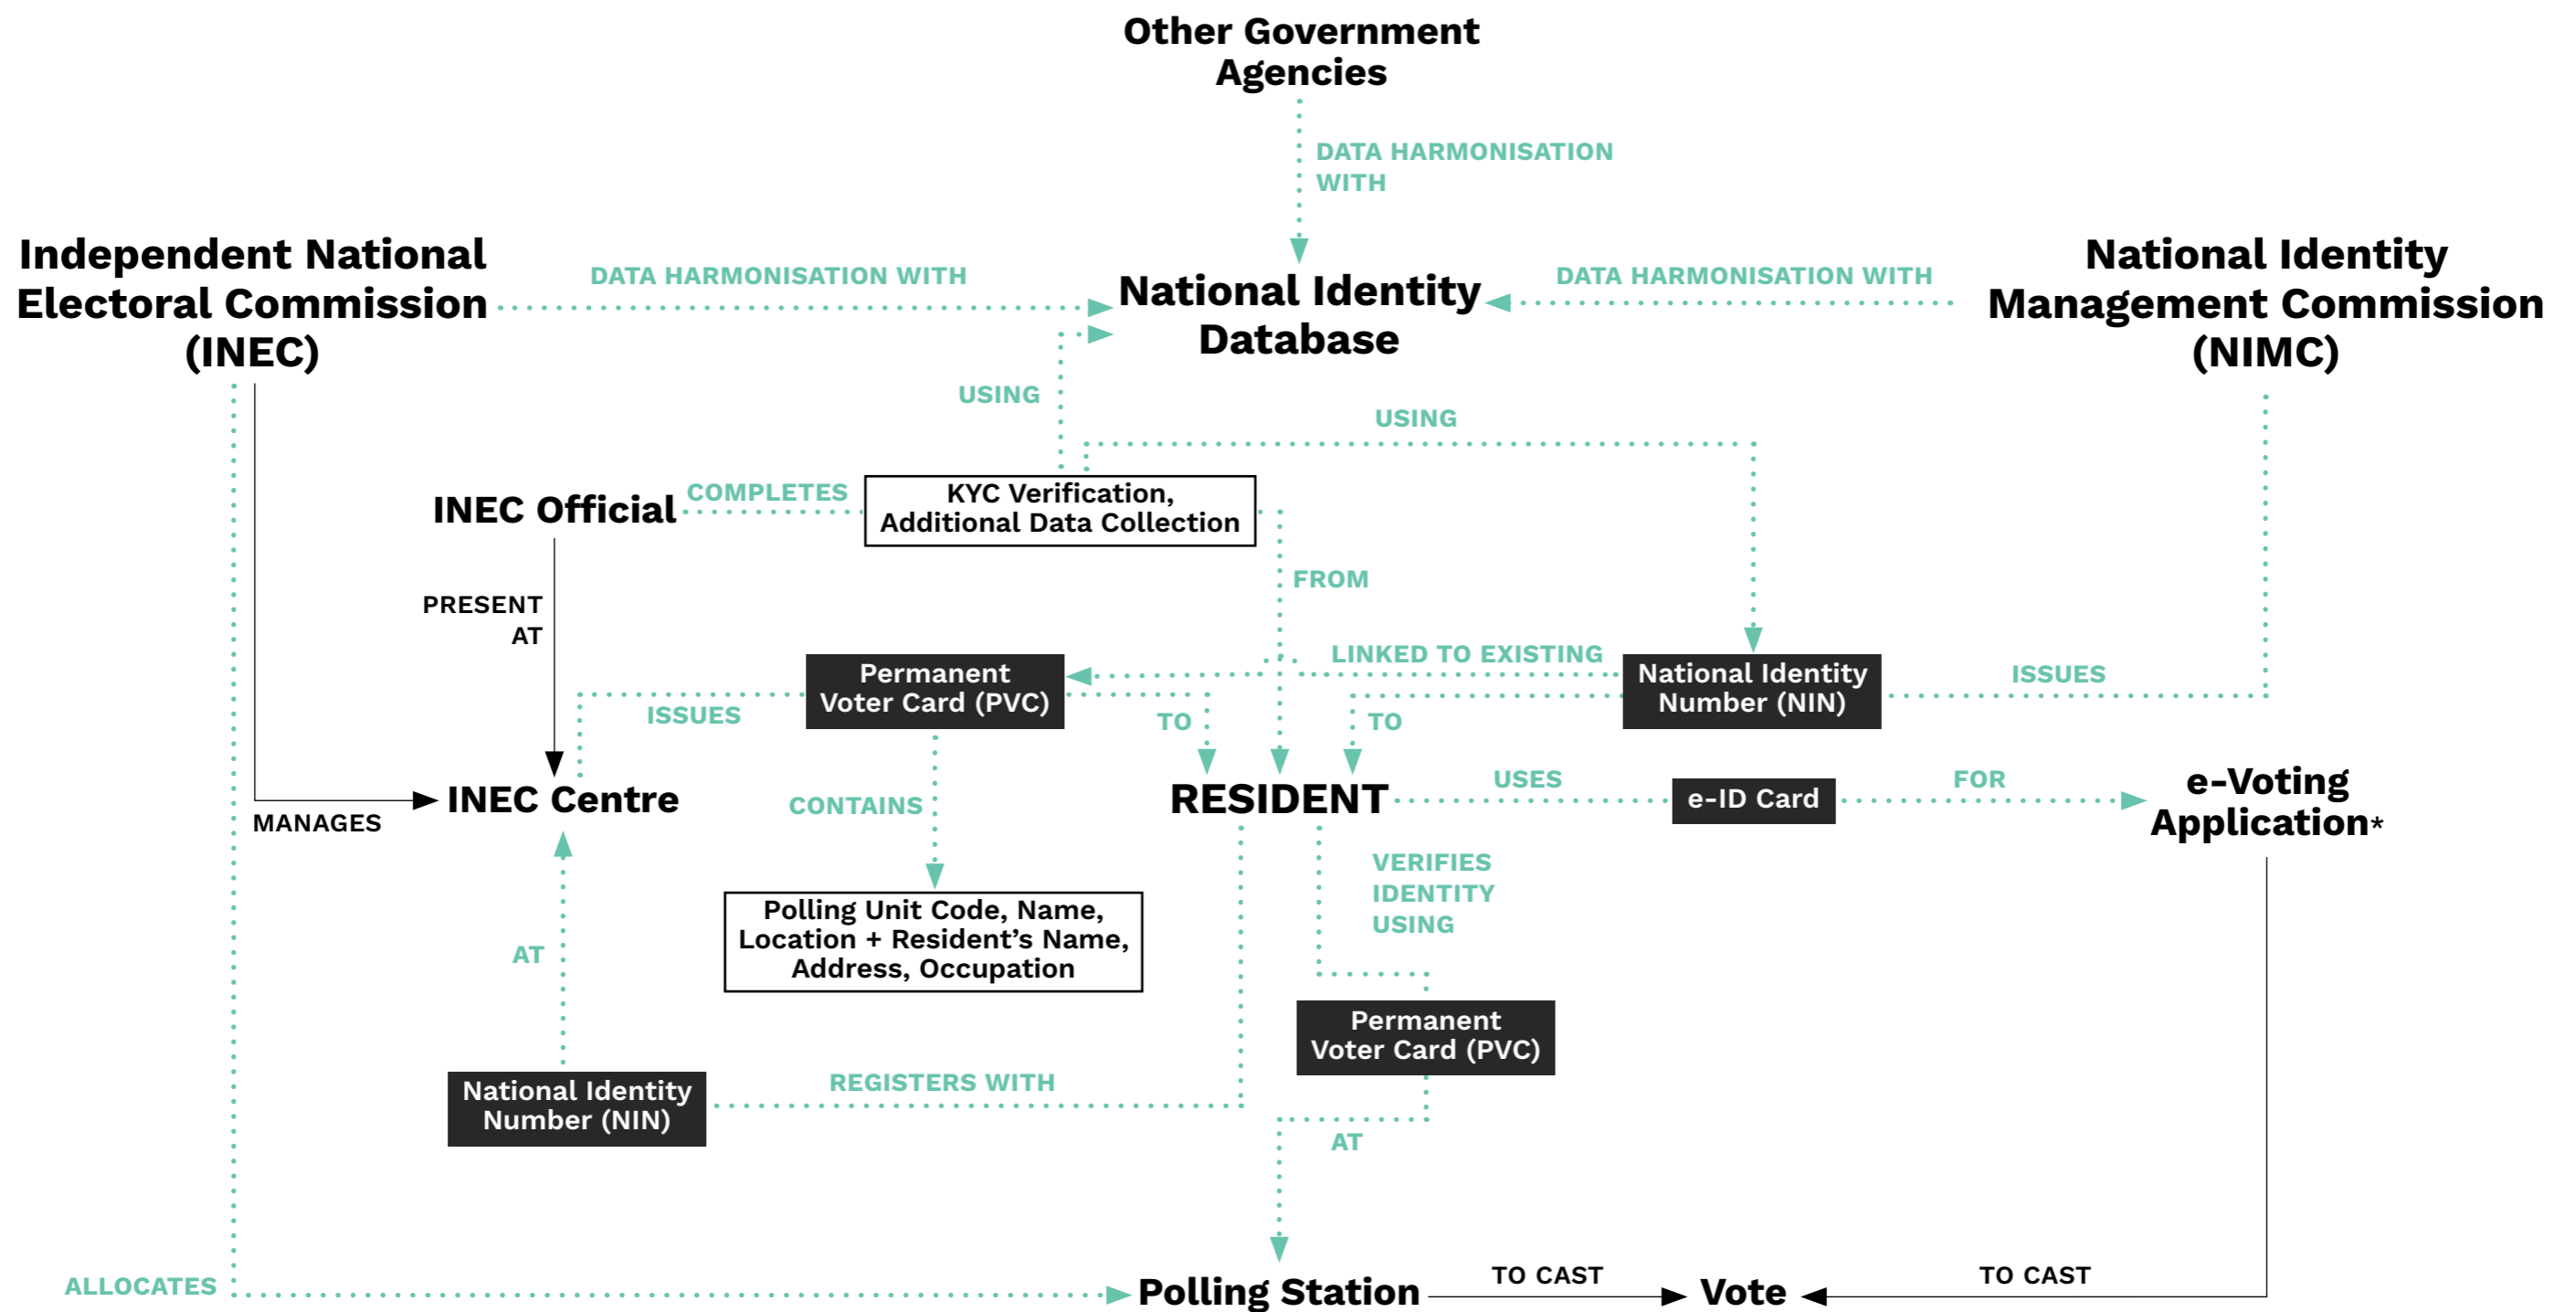 Other Government
Agencies
DATA HARMONISATION
WITH
Independent National
Electoral Commission
(INEC)
DATA HARMONISATION WITH
National Identity
Database
DATA HARMONISATION WITH
National Identity
Management Commission
(NIMC)
USING
USING
INEC Official
COMPLETES
KYC Verification,
Additional Data Collection
FROM
PRESENT
AT
Permanent
Voter Card (PVC)
LINKED TO EXISTING
National Identity
Number (NIN)
ISSUES
ISSUES
TO
TO
INEC Centre
MANAGES
CONTAINS
RESIDENT
USES
e-ID Card
FOR
e-Voting
Application*
VERIFIES
IDENTITY
USING
Polling Unit Code, Name,
Location + Resident’s Name,
Address, Occupation
AT
Permanent
Voter Card (PVC)
National Identity
Number (NIN)
REGISTERS WITH
AT
ALLOCATES
Polling Station
TO CAST
Vote
TO CAST